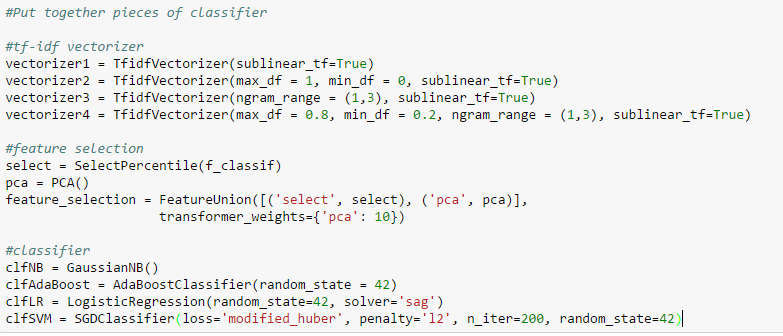 #Put together pieces of classifier
#tf-idf vectorizer
vectorizer1 = TfidfVectorizer(sublinear_tf=True)
vectorizer2 = TfidfVectorizer(max_df = 1, min_df = 0, sublinear_tf=True)
vectorizer3 = TfidfVectorizer(ngram_range = (1,3), sublinear_tf=True)
vectorizer4 = TfidfVectorizer(max_df = 0.8, min_df = 0.2, ngram_range = (1,3), sublinear_tf=True)
#feature selection
select = SelectPercentile(f_classif)
pca = PCA()
feature_selection = FeatureUnion([('select', select), ('pca', pca)],
transformer_weights={'pca': 10})
#classifier
clfNB = GaussianNB()
clfAdaBoost = AdaBoostClassifier(random_state = 42)
clfLR = LogisticRegression(random_state=42, solver='sag')
clfSVM = SGDClassifier(loss='modified_huber', penalty='l2', n_iter=200, random_state=42)